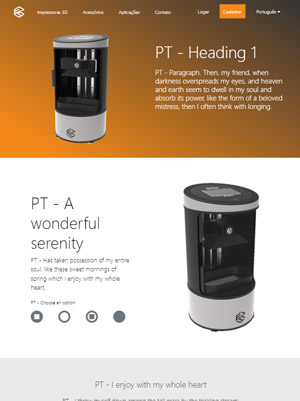 Impressoras 3D Acessórios Aplicações Contato Logar Cadastrar Português
PT - Heading 1
PT - Paragraph. Then, my friend, when
darkness overspreads my eyes, and heaven
and earth seem to dwell in my soul and
absorb its power, like the form of a beloved
mistress, then I often think with longing.
PT - A
wonderful
serenity
PT - Has taken possession of my entire
soul, like these sweet mornings of
spring which I enjoy with my whole
heart.
PT - Choose an option
PT - I enjoy with my whole heart